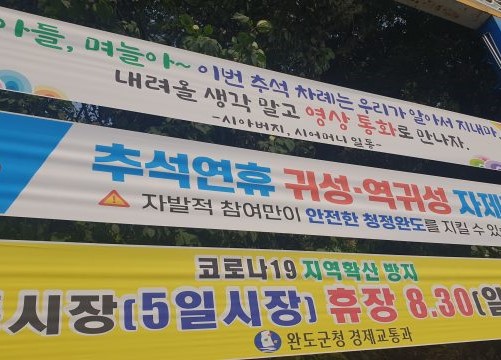 아들, 며늘아~ 이번 추석 차례는 우리가 알아서 지내마.
내려올 생각 말고 영상 통화로 만나자.
-시아버지, 시어머니 일동-
추석연휴 귀성·역귀성 자제
자발적 참여만이 안전한 청정완도를 지킬 수 있
코로나19 지역확산 방지
시장(5일시장) 휴장 8.30(일
완도군청 경제교통과